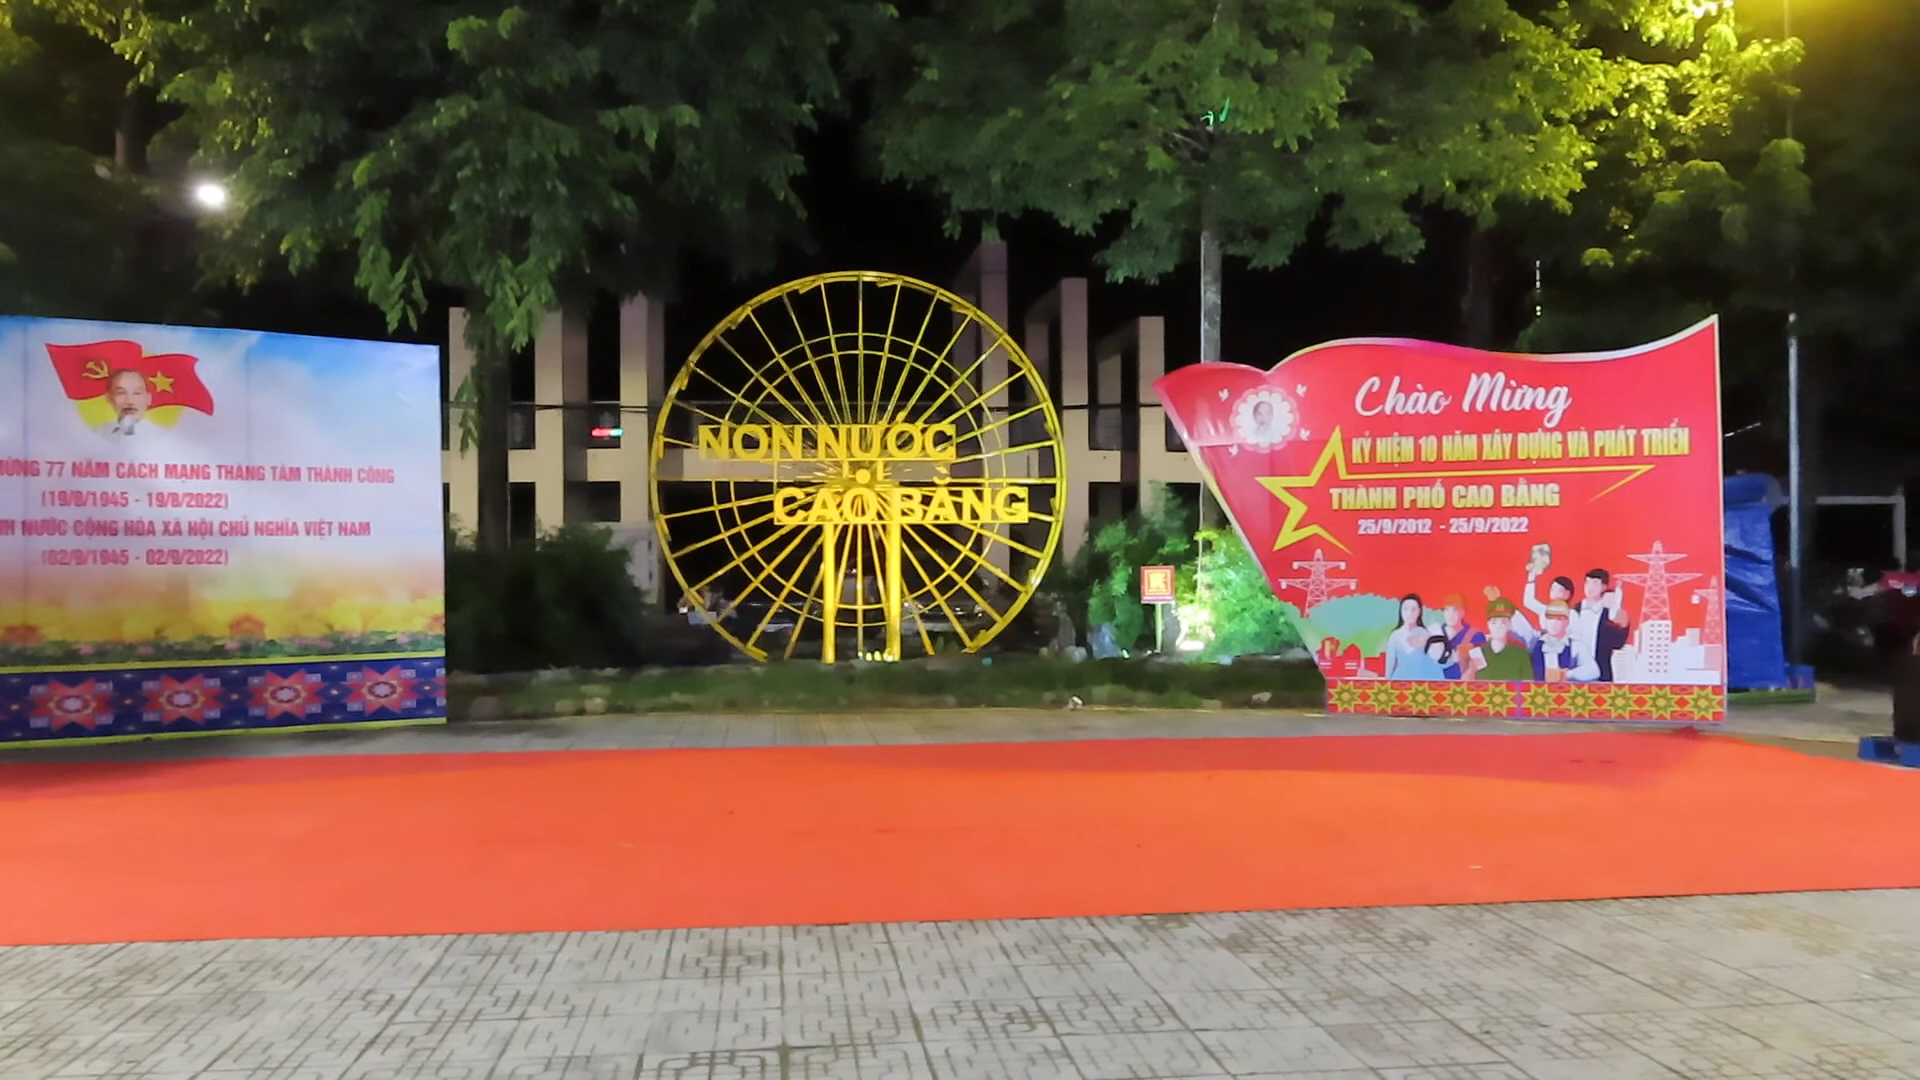 MỪNG 77 NĂM CÁCH MẠNG THÁNG TÁM THÀNH CÔNG
(19/8/1945 - 19/8/2022)
NƯỚC CỘNG HÒA XÃ HỘI CHỦ NGHĨA VIỆT NAM
(02/9/1945 - 02/9/2022)
NON NƯỚC
CAO BẰNG
Chào Mừng
KỶ NIỆM 10 NĂM XÂY DỰNG VÀ PHÁT TRIỂN
THÀNH PHỐ CAO BẰNG
25/9/2012 - 25/9/2022